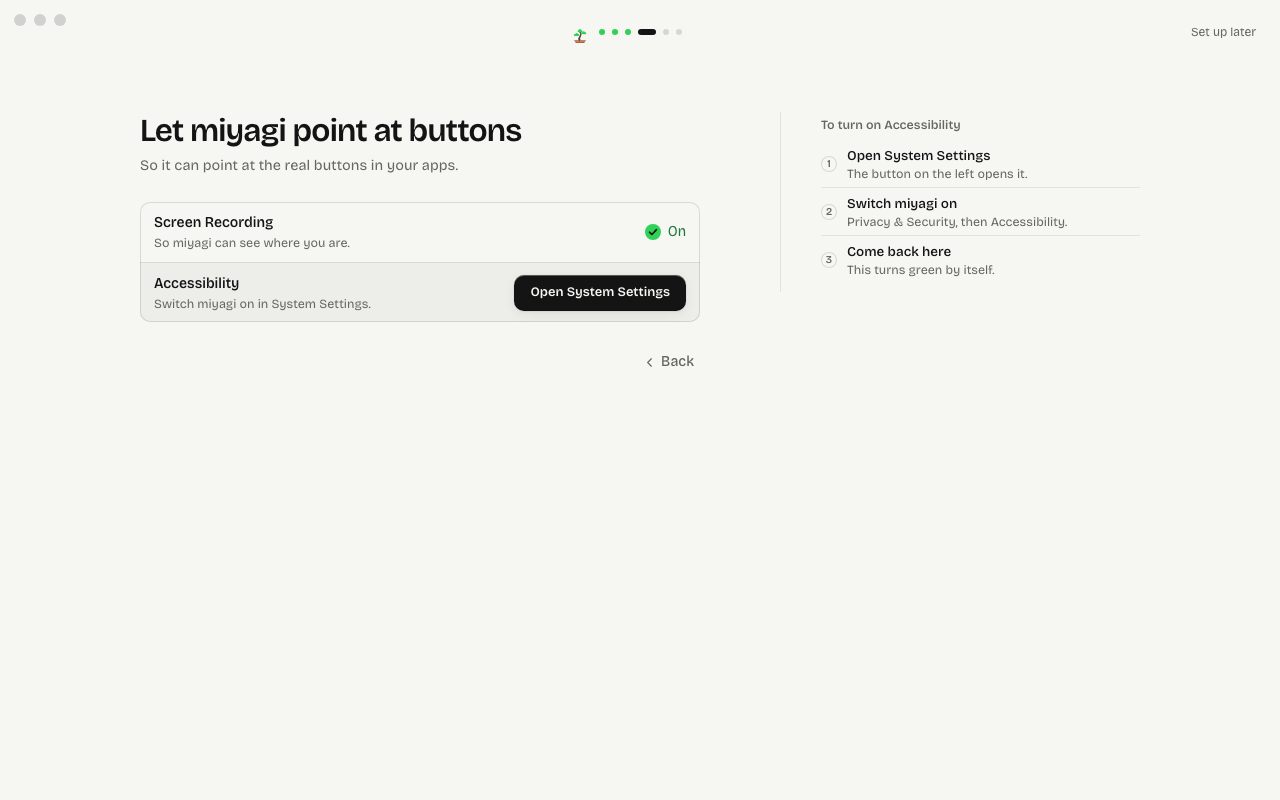 Set up later
Let miyagi point at buttons
So it can point at the real buttons in your apps.
Screen Recording
So miyagi can see where you are.
On
Accessibility
Switch miyagi on in System Settings.
Open System Settings
Back
To turn on Accessibility
1
Open System Settings
The button on the left opens it.
2
Switch miyagi on
Privacy & Security, then Accessibility.
3
Come back here
This turns green by itself.